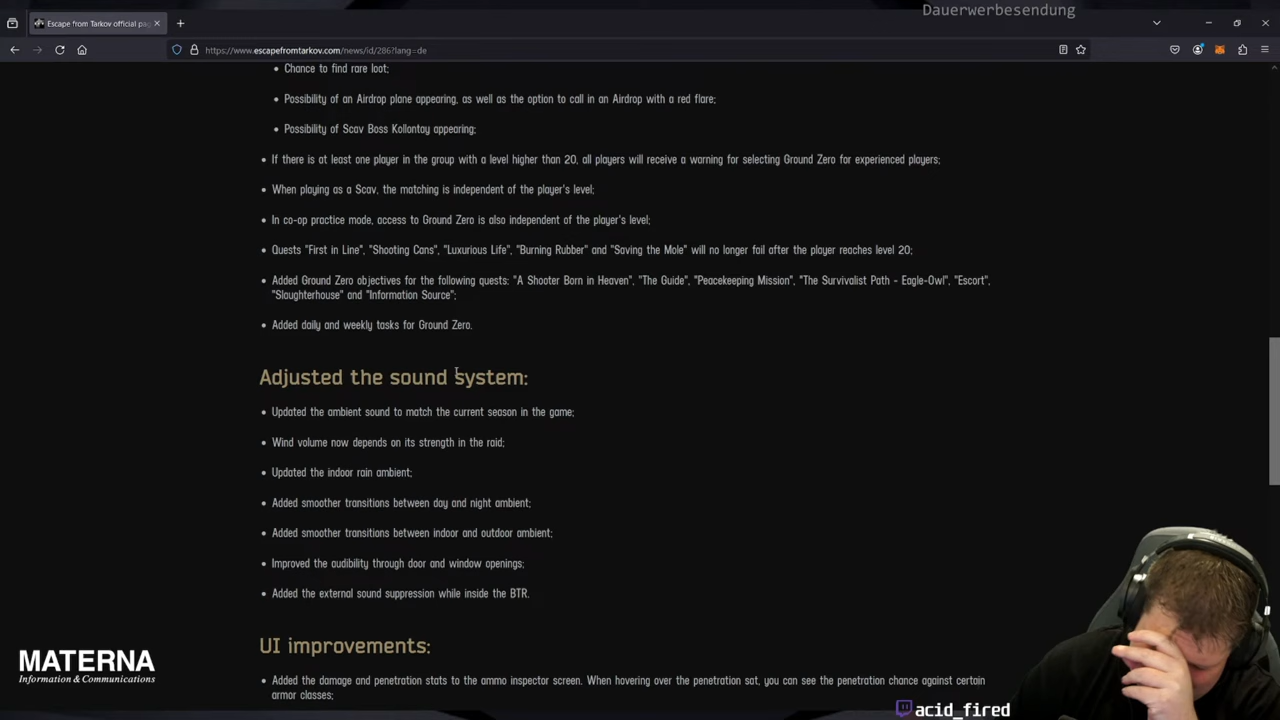 Dauerwerbesendung
Escape from Tarkov official pag
https://www.escapefromtarkov.com/news/id/286?lang=de
Chance to find rare loot;
Possibility of an Airdrop plane appearing, as well as the option to call in an Airdrop with a red flare;
Possibility of Scav Boss Kollontay appearing;
If there is at least one player in the group with a level higher than 20, all players will receive a warning for selecting Ground Zero for experienced players;
When playing as a Scav, the matching is independent of the player's level;
In co-op practice mode, access to Ground Zero is also independent of the player's level;
Quests "First in Line", "Shooting Cans", "Luxurious Life", "Burning Rubber" and "Saving the Mole" will no longer fail after the player reaches level 20;
Added Ground Zero objectives for the following quests: "A Shooter Born in Heaven", "The Guide", "Peacekeeping Mission", "The Survivalist Path - Eagle-Owl", "Escort",
"Slaughterhouse" and "Information Source";
Added daily and weekly tasks for Ground Zero.
Adjusted the sound system:
Updated the ambient sound to match the current season in the game;
Wind volume now depends on its strength in the raid;
Updated the indoor rain ambient;
Added smoother transitions between day and night ambient;
Added smoother transitions between indoor and outdoor ambient;
Improved the audibility through door and window openings;
Added the external sound suppression while inside the BTR.
UI improvements:
Added the damage and penetration stats to the ammo inspector screen. When hovering over the penetration sat, you can see the penetration chance against certain
armor classes;
MATERNA
Information & Communications
acid_fired